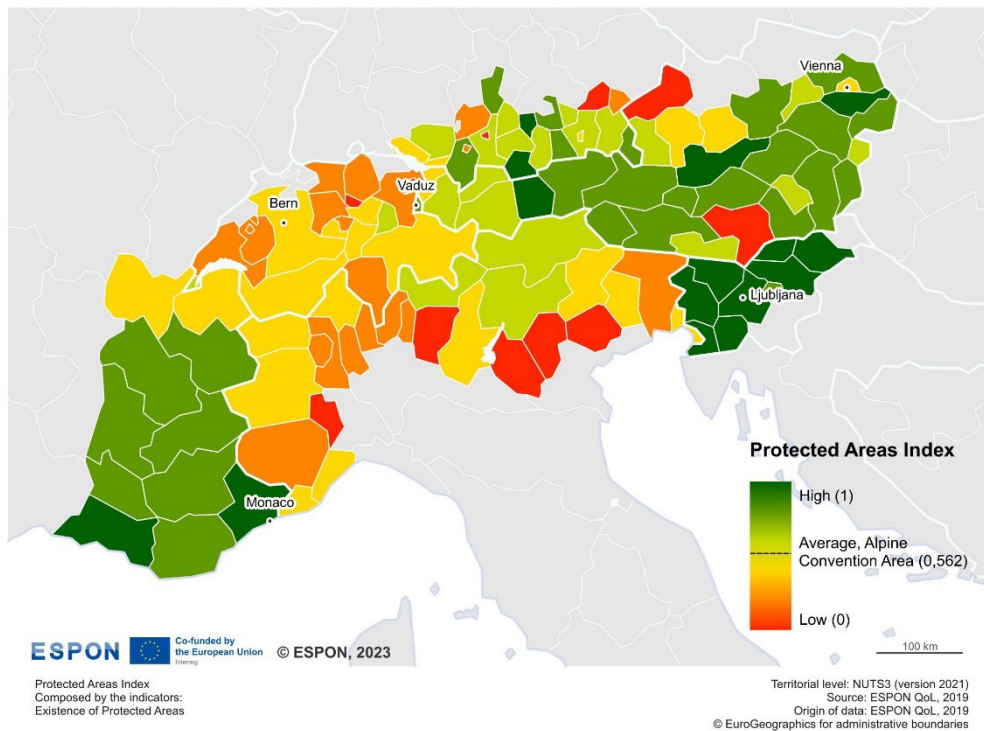 Vienna
Vaduz
Bern
Ljubljana
Monaco
Protected Areas Index
High (1)
Average, Alpine
Convention Area (0,562)
Low (0)
100 km
ESPON
Co-funded by
the European Union
Interreg
© ESPON, 2023
Protected Areas Index
Composed by the indicators:
Existence of Protected Areas
Territorial level: NUTS3 (version 2021)
Source: ESPON QoL, 2019
Origin of data: ESPON QoL, 2019
© EuroGeographics for administrative boundaries